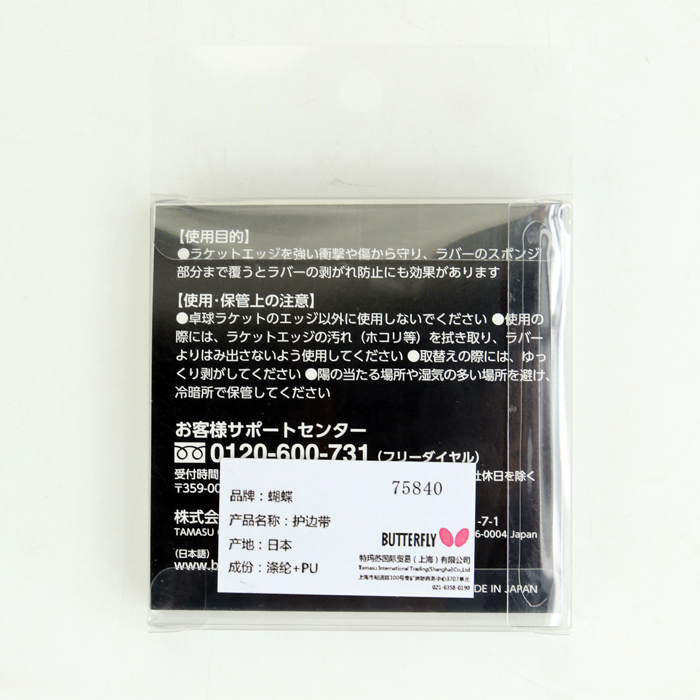 【使用目的】
●ラケットエッジを強い衝撃や傷から守り、ラバーのスポンジ
部分まで覆うとラバーの剥がれ防止にも効果があります
【使用・保管上の注意】
●卓球ラケットのエッジ以外に使用しないでください ●使用の
際には、ラケットエッジの汚れ（ホコリ等）を拭き取り、ラバー
よりはみ出さないよう使用してください ●取替えの際には、ゆっ
くり剥がしてください ●陽の当たる場所や湿気の多い場所を避け、
冷暗所で保管してください
お客様サポートセンター
0120-600-731（フリーダイヤル）
受付時間 社休日を除く
〒359-00
株式会 -7-1
TAMASU 6-0004 Japan
（日本語）
www.b
DE IN JAPAN
品牌：蝴蝶 75840
产品名称：护边带
产地：日本
成份：涤纶+PU
BUTTERFLY
特玛苏国际贸易（上海）有限公司
Tamasu International Trading(Shanghai)Co,Ltd
021-6358-0190